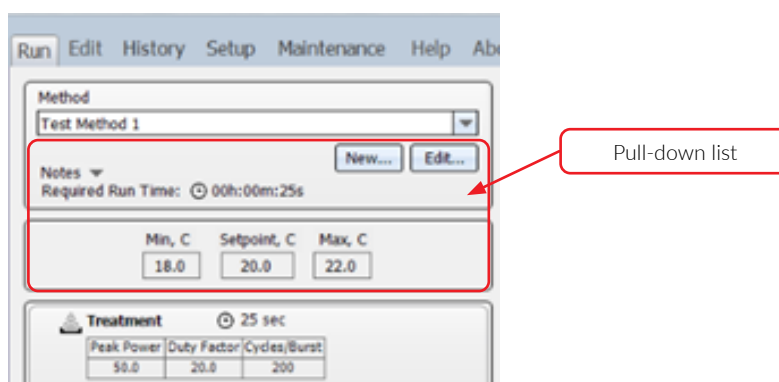 Run Edit History Setup Maintenance Help Abo
Method
Test Method 1
New... Edit...
Notes
Required Run Time: 00h:00m:25s
Pull-down list
Min, C Setpoint, C Max, C
18.0 20.0 22.0
Treatment 25 sec
Peak Power Duty Factor Cycles/Burst
50.0 20.0 200